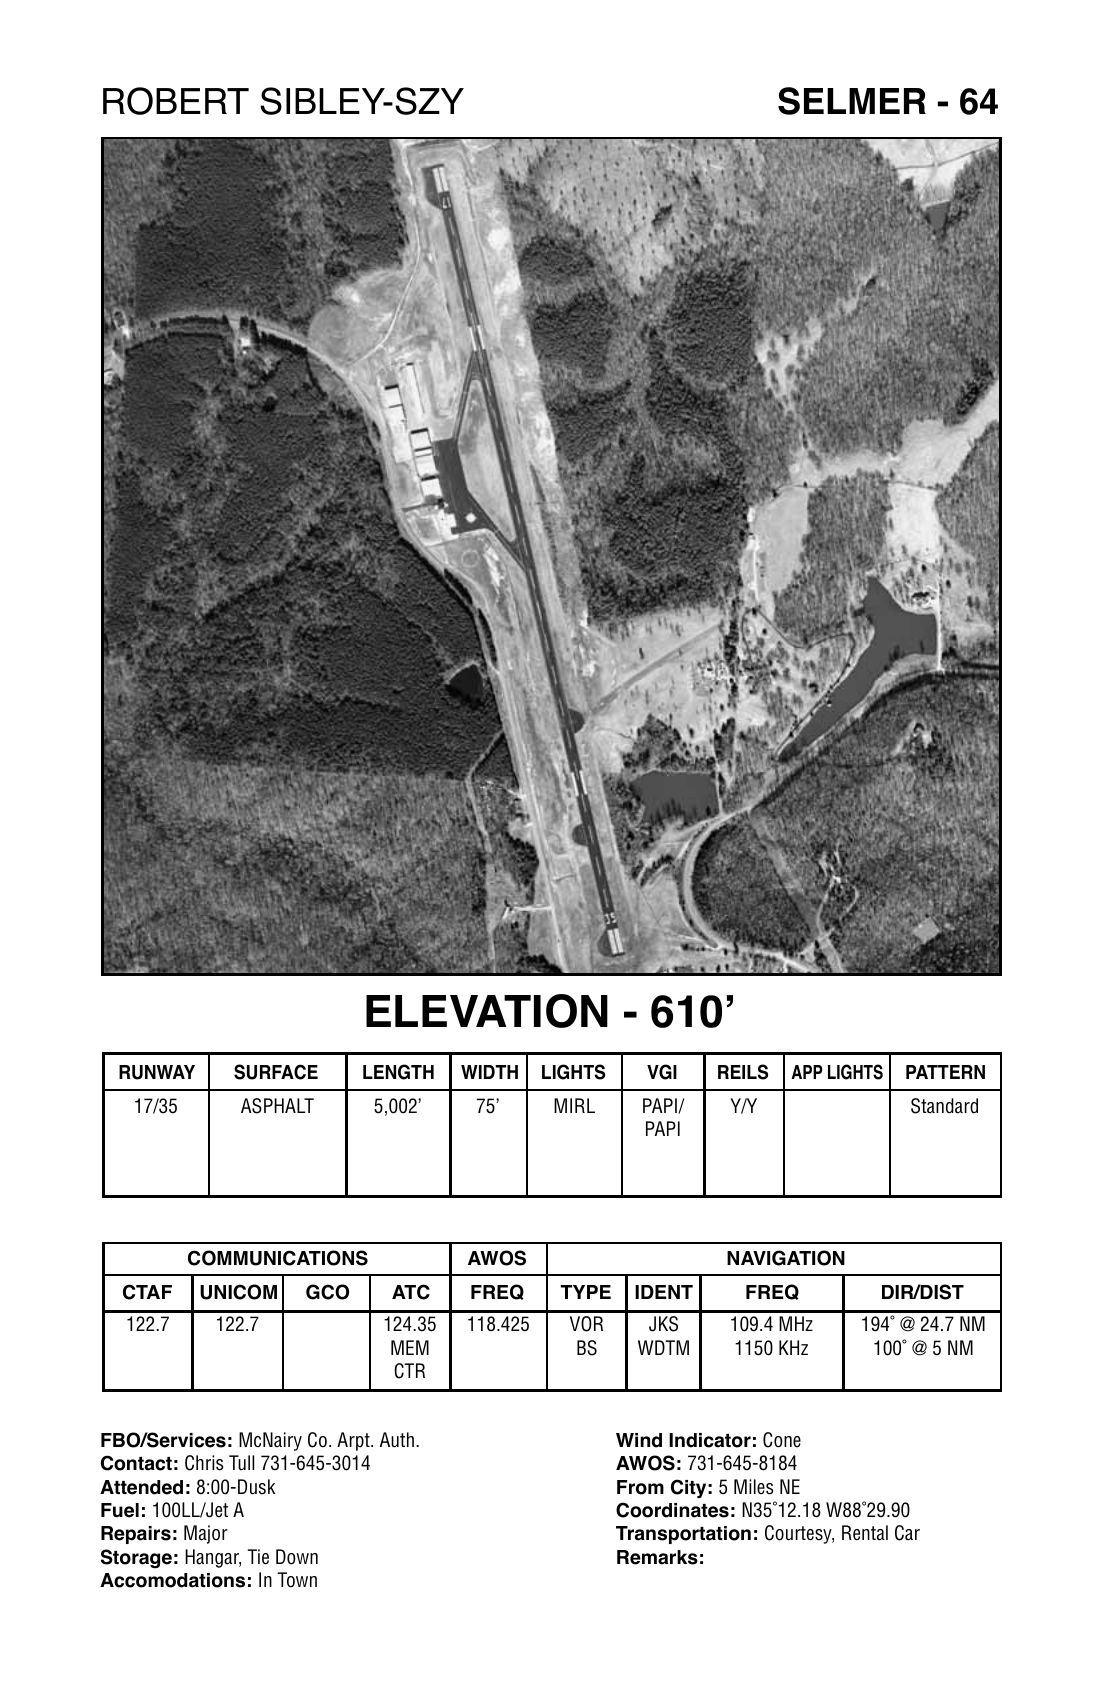 ROBERT SIBLEY-SZY SELMER - 64
17
35
ELEVATION - 610’
RUNWAY SURFACE LENGTH WIDTH LIGHTS VGI REILS APP LIGHTS PATTERN
17/35 ASPHALT 5,002’ 75’ MIRL PAPI/ Y/Y Standard
PAPI
COMMUNICATIONS AWOS NAVIGATION
CTAF UNICOM GCO ATC FREQ TYPE IDENT FREQ DIR/DIST
122.7 122.7 124.35 118.425 VOR JKS 109.4 MHz 194˚ @ 24.7 NM
MEM BS WDTM 1150 KHz 100˚ @ 5 NM
CTR
FBO/Services: McNairy Co. Arpt. Auth.
Contact: Chris Tull 731-645-3014
Attended: 8:00-Dusk
Fuel: 100LL/Jet A
Repairs: Major
Storage: Hangar, Tie Down
Accomodations: In Town
Wind Indicator: Cone
AWOS: 731-645-8184
From City: 5 Miles NE
Coordinates: N35˚12.18 W88˚29.90
Transportation: Courtesy, Rental Car
Remarks: